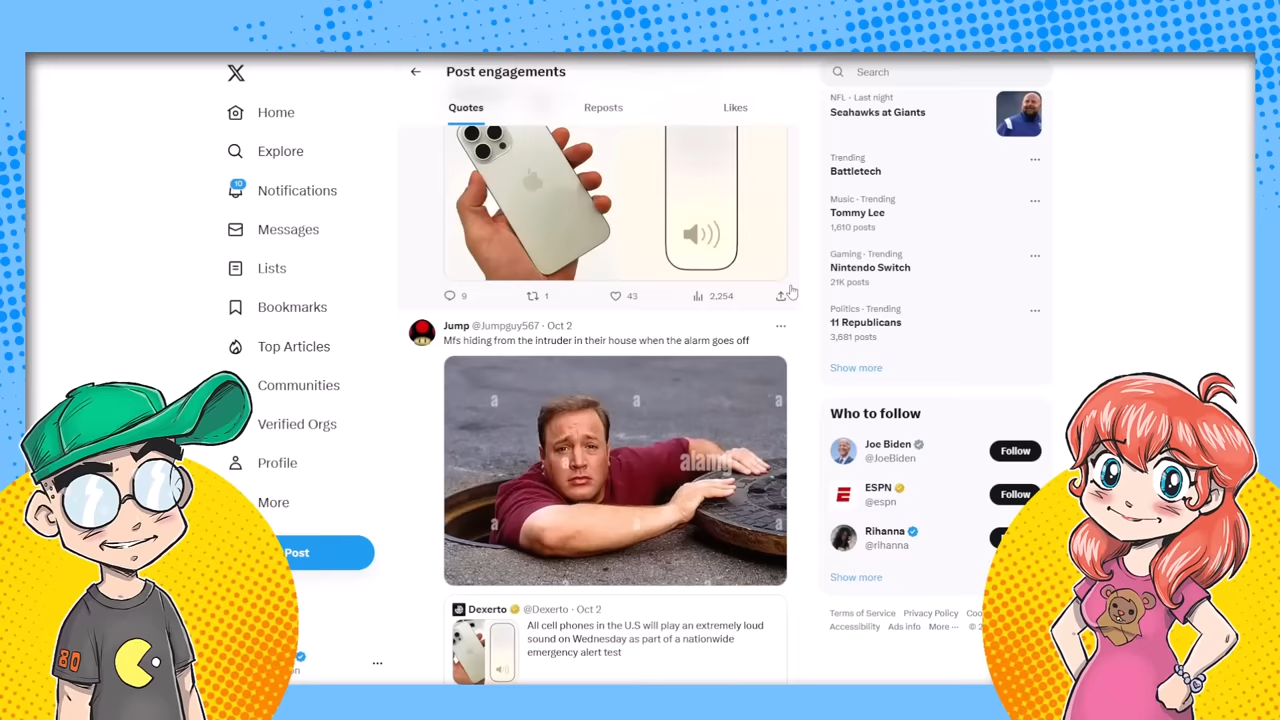 X
Home
Explore
10
Notifications
Messages
Lists
Bookmarks
Top Articles
Communities
Verified Orgs
Profile
More
Post
Post engagements
Quotes
Reposts
Likes
9
1
43
2,254
Jump @Jumpguy567 · Oct 2
Mfs hiding from the intruder in their house when the alarm goes off
a a a
alamy
a a
a a
Dexerto @Dexerto · Oct 2
All cell phones in the U.S will play an extremely loud
sound on Wednesday as part of a nationwide
emergency alert test
Search
NFL · Last night
Seahawks at Giants
Trending
Battletech
Music · Trending
Tommy Lee
1,610 posts
Gaming · Trending
Nintendo Switch
21K posts
Politics · Trending
11 Republicans
3,681 posts
Show more
Who to follow
Joe Biden
@JoeBiden
Follow
ESPN
@espn
Follow
Rihanna
@rihanna
Show more
Terms of Service Privacy Policy
Accessibility Ads info More ···
80